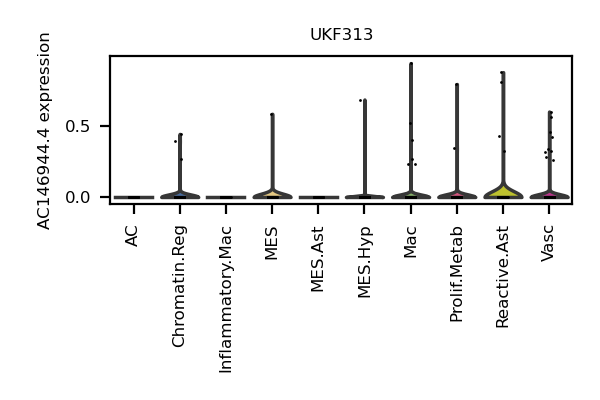 UKF313
AC146944.4 expression
0.5
0.0
AC
Chromatin.Reg
Inflammatory.Mac
MES
MES.Ast
MES.Hyp
Mac
Prolif.Metab
Reactive.Ast
Vasc